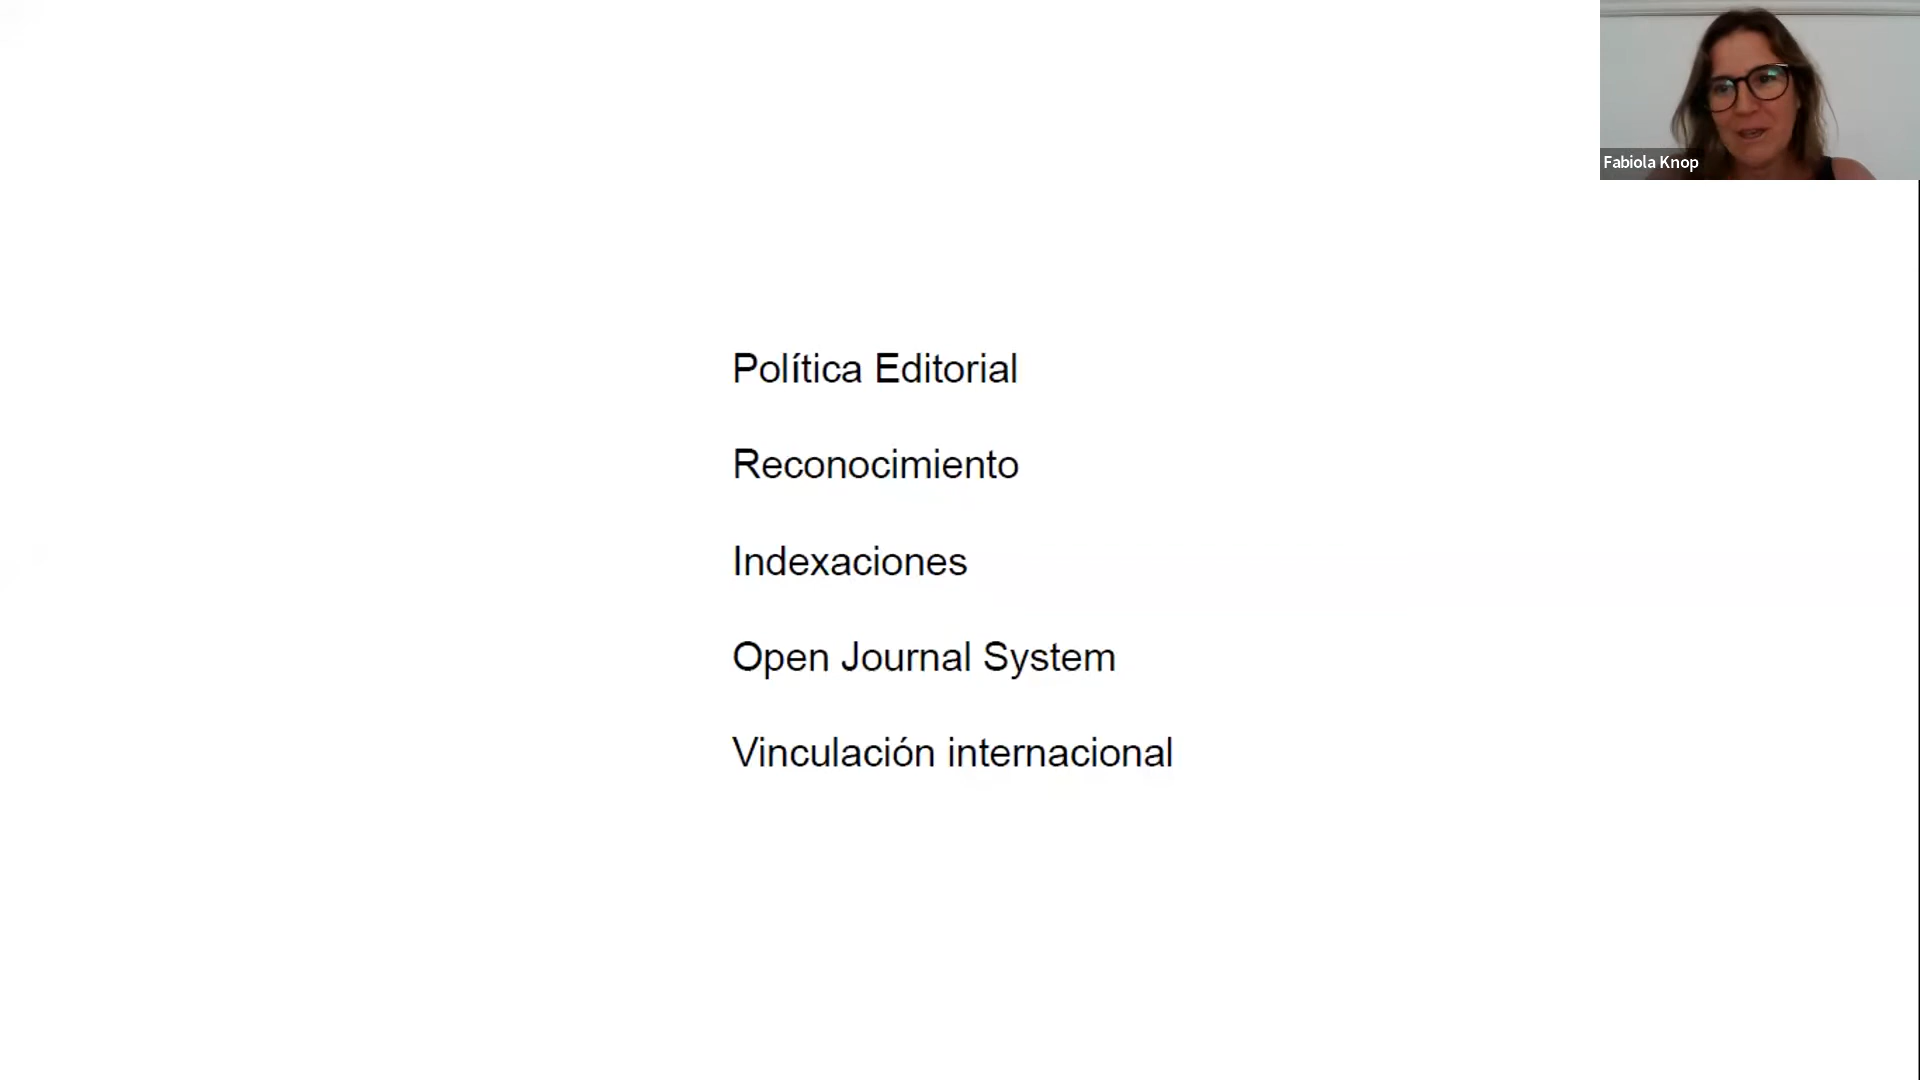 Fabiola Knop
Política Editorial
Reconocimiento
Indexaciones
Open Journal System
Vinculación internacional